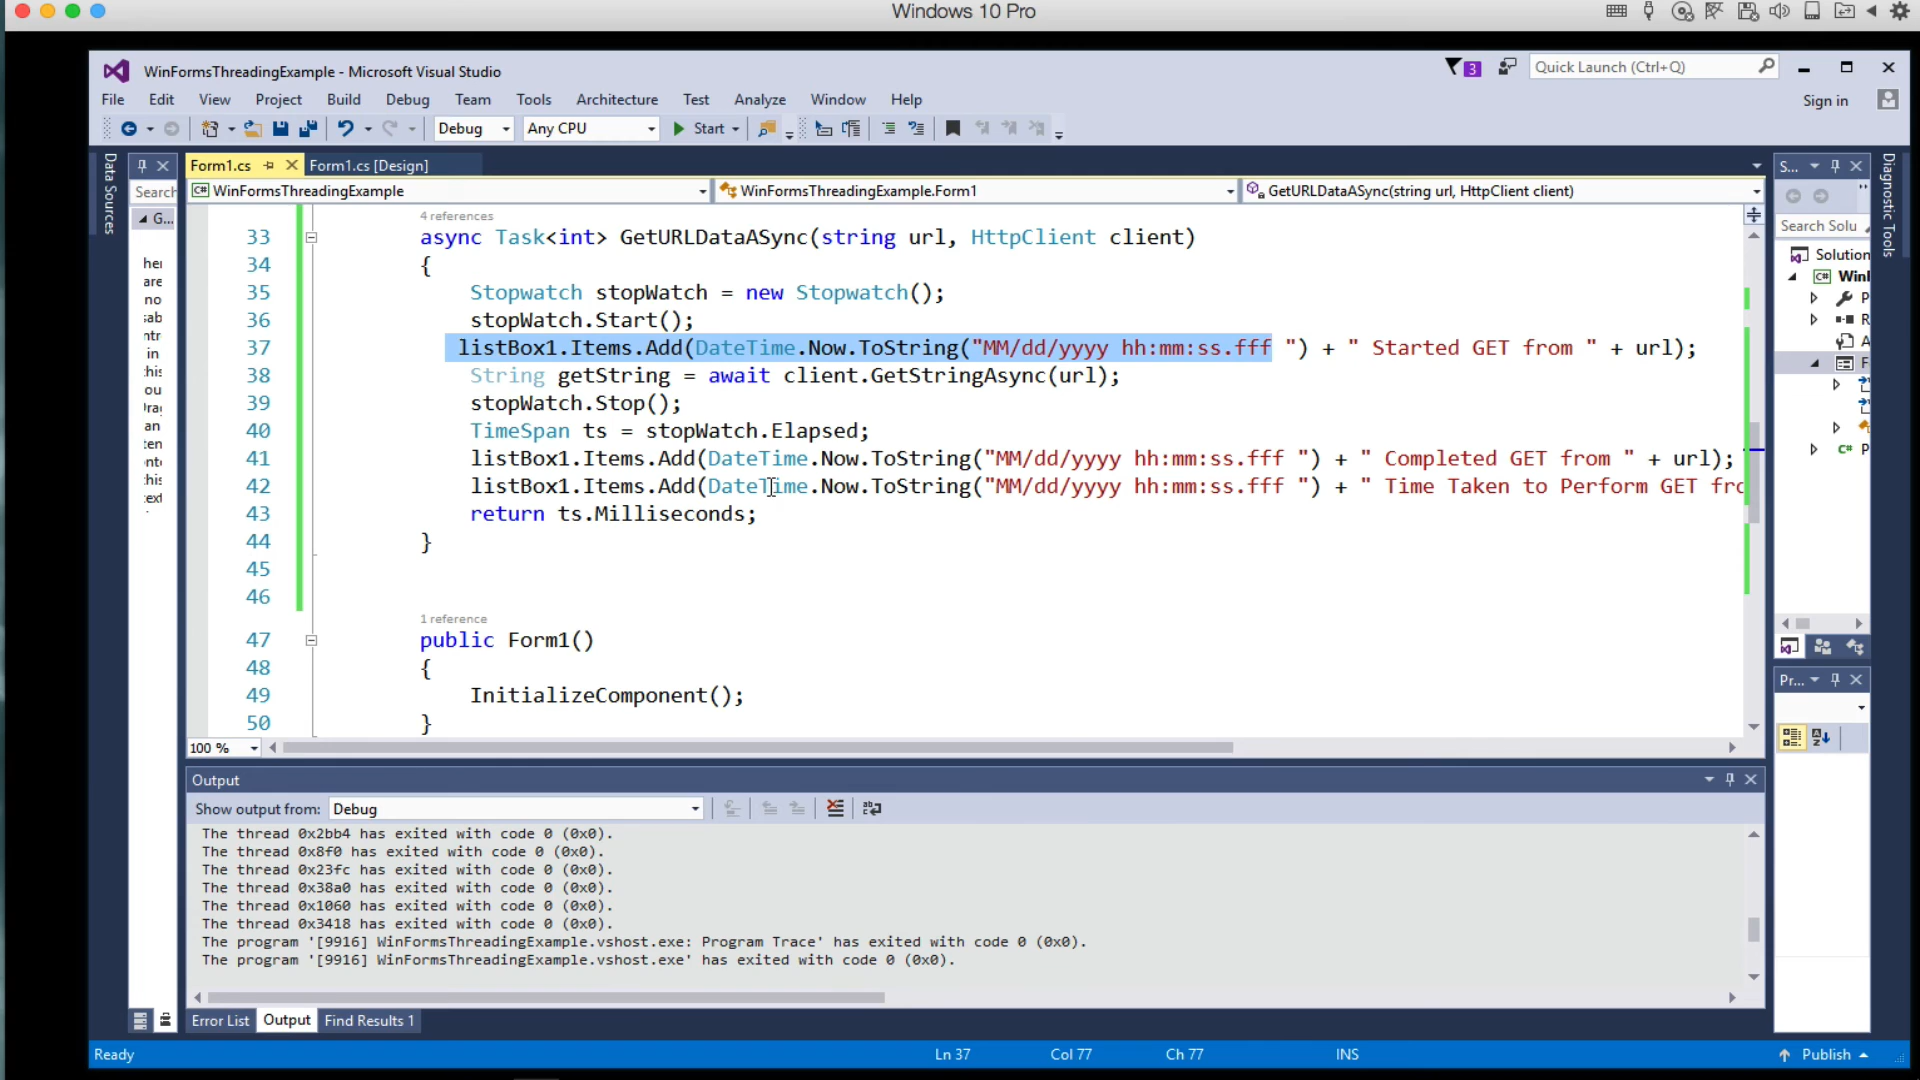 Windows 10 Pro
WinFormsThreadingExample - Microsoft Visual Studio
3
Quick Launch (Ctrl+Q)
File Edit View Project Build Debug Team Tools Architecture Test Analyze Window Help
Sign in
Debug Any CPU Start
Data Sources
Form1.cs Form1.cs [Design]
S...
Diagnostic Tools
Search
WinFormsThreadingExample WinFormsThreadingExample.Form1 GetURLDataASync(string url, HttpClient client)
G...
Search Solu
Solution
4 references
33 async Task<int> GetURLDataASync(string url, HttpClient client)
34 {
35 Stopwatch stopWatch = new Stopwatch();
36 stopWatch.Start();
37 listBox1.Items.Add(DateTime.Now.ToString("MM/dd/yyyy hh:mm:ss.fff ") + " Started GET from " + url);
38 String getString = await client.GetStringAsync(url);
39 stopWatch.Stop();
40 TimeSpan ts = stopWatch.Elapsed;
41 listBox1.Items.Add(DateTime.Now.ToString("MM/dd/yyyy hh:mm:ss.fff ") + " Completed GET from " + url);
42 listBox1.Items.Add(DateTime.Now.ToString("MM/dd/yyyy hh:mm:ss.fff ") + " Time Taken to Perform GET fro
43 return ts.Milliseconds;
44 }
45
46
1 reference
47 public Form1()
48 {
49 InitializeComponent();
50 }
100 %
Pr...
Output
Show output from: Debug
The thread 0x2bb4 has exited with code 0 (0x0).
The thread 0x8f0 has exited with code 0 (0x0).
The thread 0x23fc has exited with code 0 (0x0).
The thread 0x38a0 has exited with code 0 (0x0).
The thread 0x1060 has exited with code 0 (0x0).
The thread 0x3418 has exited with code 0 (0x0).
The program '[9916] WinFormsThreadingExample.vshost.exe: Program Trace' has exited with code 0 (0x0).
The program '[9916] WinFormsThreadingExample.vshost.exe' has exited with code 0 (0x0).
Error List Output Find Results 1
Ready Ln 37 Col 77 Ch 77 INS Publish